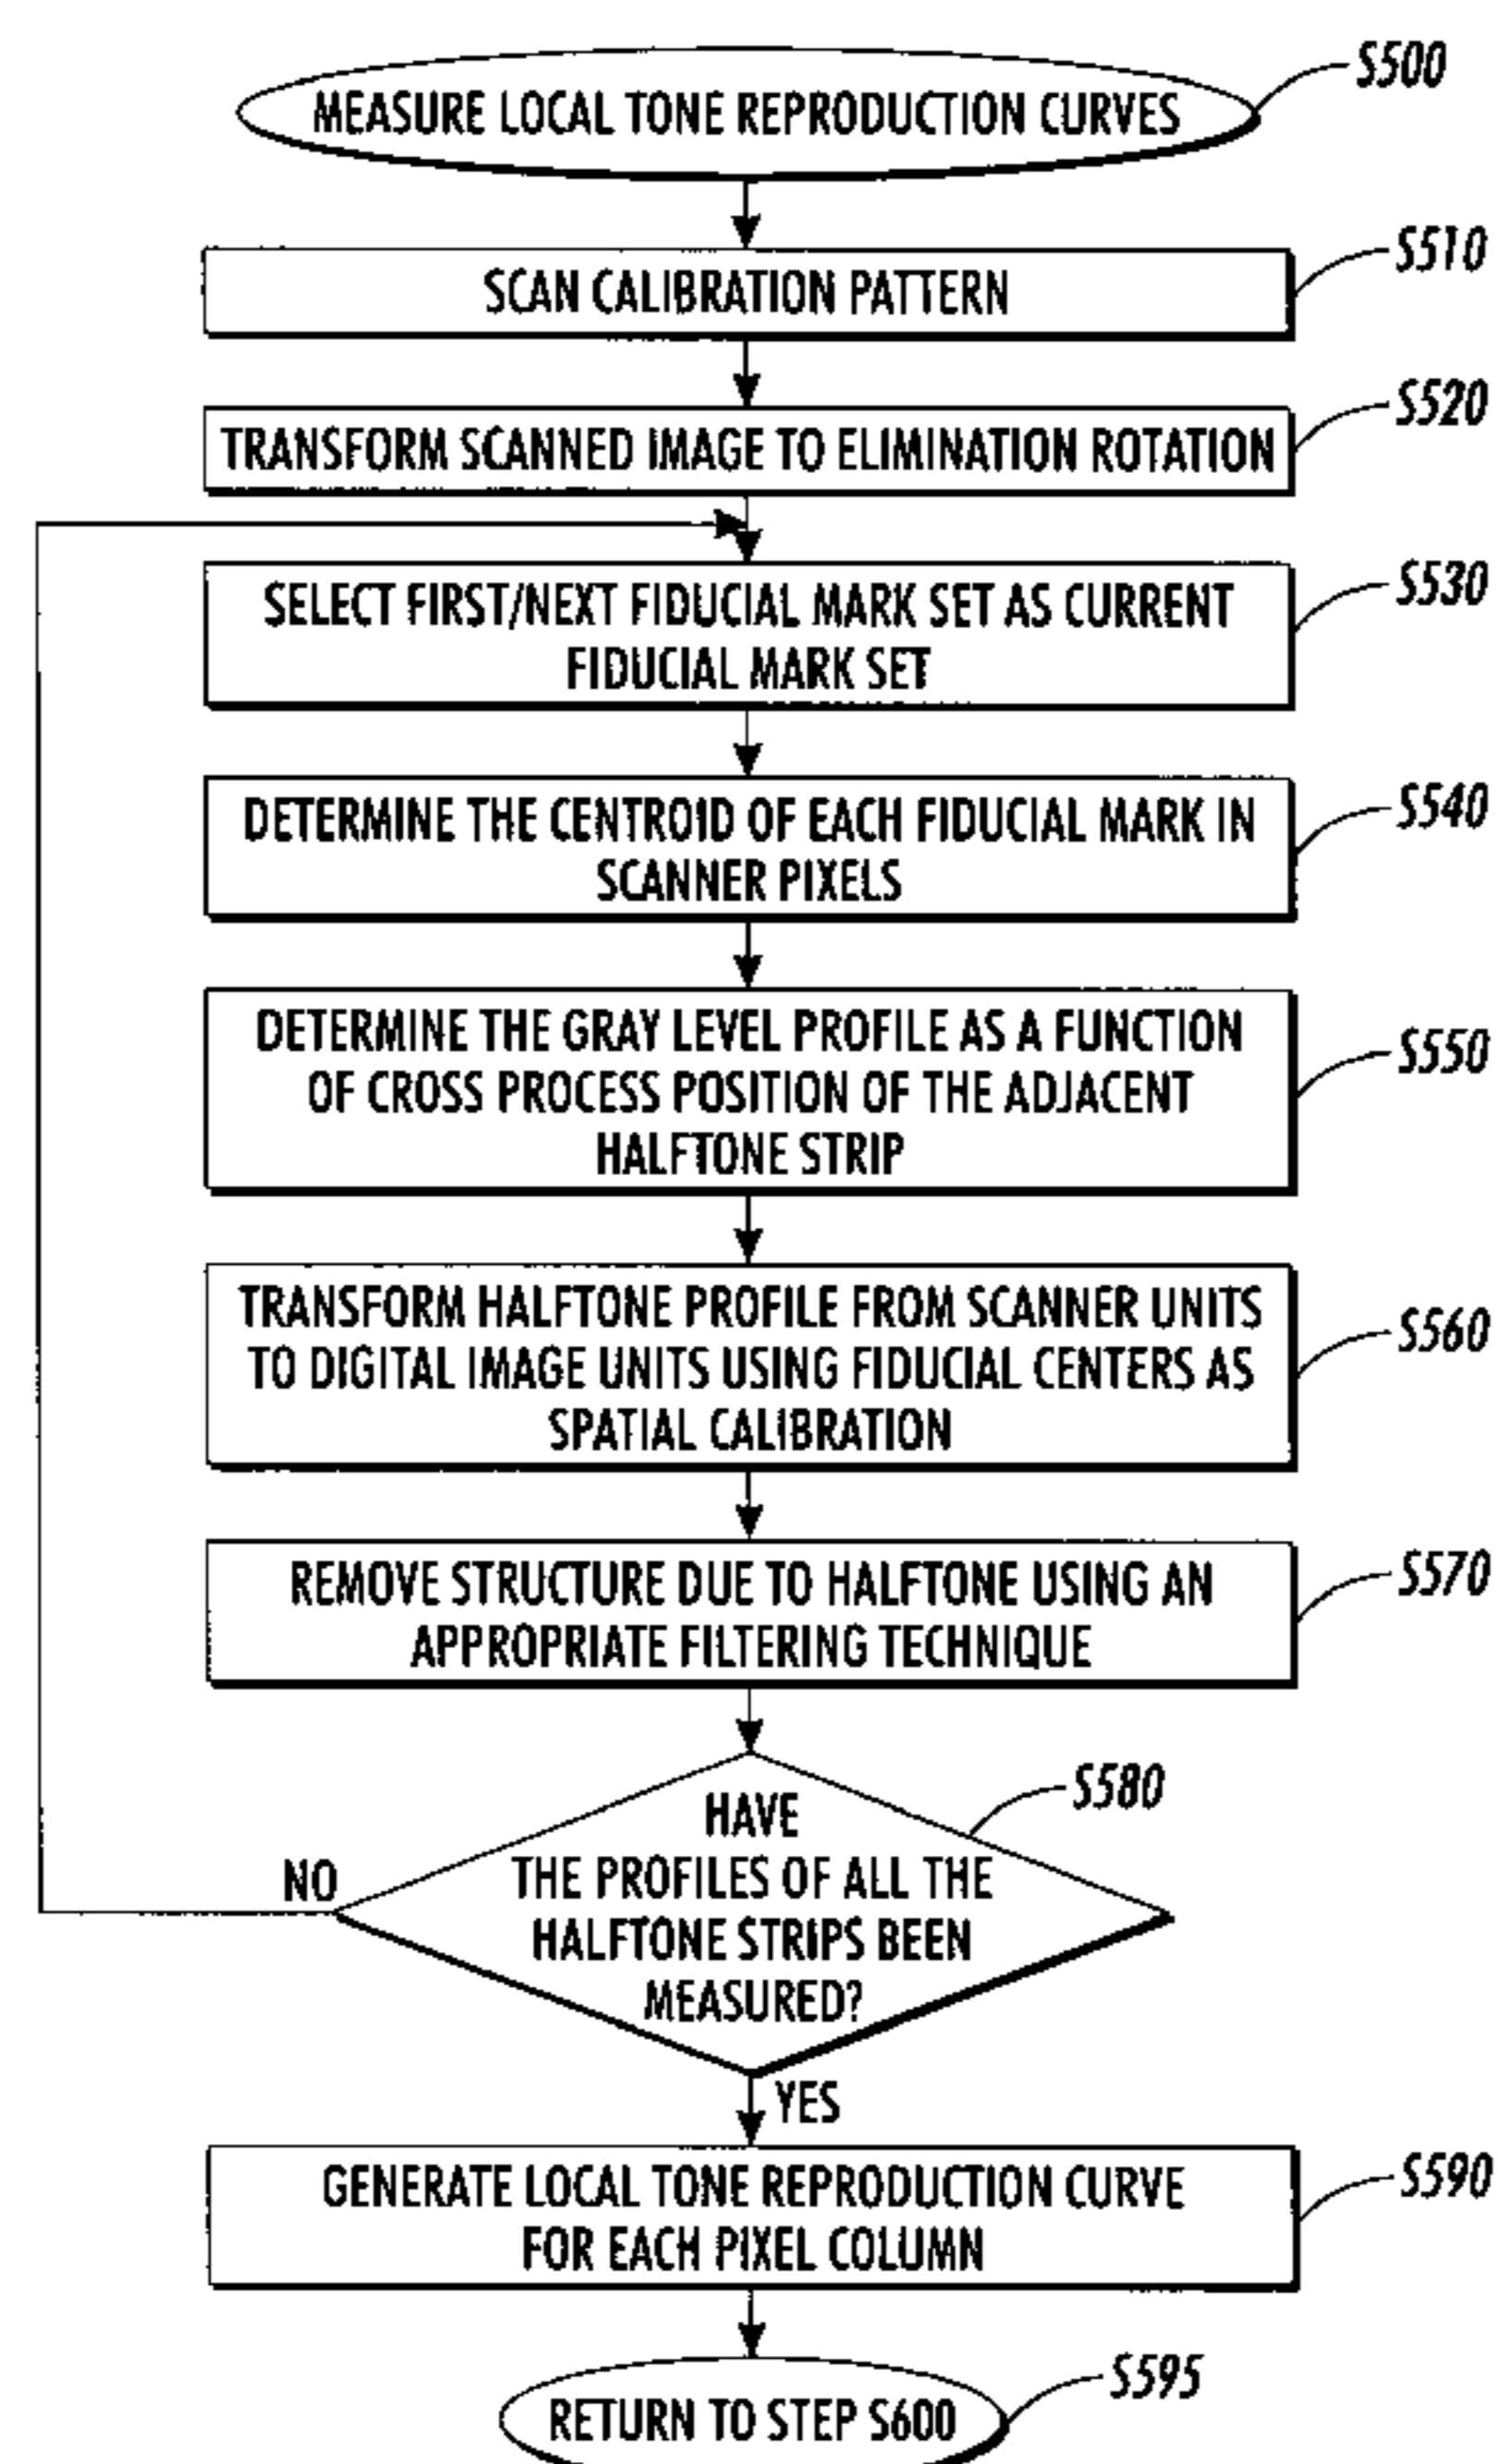 S500
MEASURE LOCAL TONE REPRODUCTION CURVES
S510
SCAN CALIBRATION PATTERN
S520
TRANSFORM SCANNED IMAGE TO ELIMINATION ROTATION
S530
SELECT FIRST/NEXT FIDUCIAL MARK SET AS CURRENT
FIDUCIAL MARK SET
S540
DETERMINE THE CENTROID OF EACH FIDUCIAL MARK IN
SCANNER PIXELS
S550
DETERMINE THE GRAY LEVEL PROFILE AS A FUNCTION
OF CROSS PROCESS POSITION OF THE ADJACENT
HALFTONE STRIP
S560
TRANSFORM HALFTONE PROFILE FROM SCANNER UNITS
TO DIGITAL IMAGE UNITS USING FIDUCIAL CENTERS AS
SPATIAL CALIBRATION
S570
REMOVE STRUCTURE DUE TO HALFTONE USING AN
APPROPRIATE FILTERING TECHNIQUE
S580
HAVE
THE PROFILES OF ALL THE
HALFTONE STRIPS BEEN
MEASURED?
NO
YES
S590
GENERATE LOCAL TONE REPRODUCTION CURVE
FOR EACH PIXEL COLUMN
S595
RETURN TO STEP S600